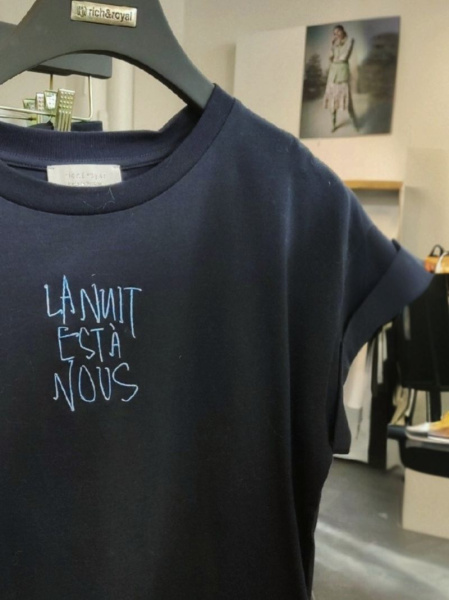 rich&royal
LA NUIT
EST À
NOUS